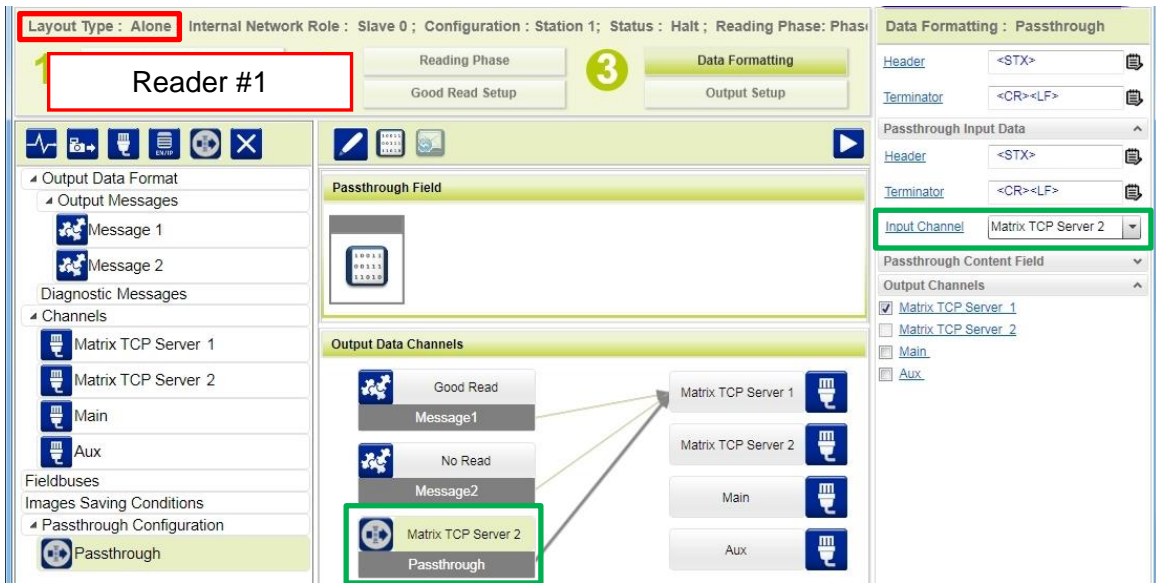 Layout Type : Alone Internal Network Role : Slave 0 ; Configuration : Station 1; Status : Halt ; Reading Phase: Phas
Reader #1
Reading Phase
Good Read Setup
3
Data Formatting
Output Setup
EN/IP
Output Data Format
Output Messages
Message 1
Message 2
Diagnostic Messages
Channels
Matrix TCP Server 1
Matrix TCP Server 2
Main
Aux
Fieldbuses
Images Saving Conditions
Passthrough Configuration
Passthrough
Passthrough Field
10011
00111
11010
Output Data Channels
Good Read
Message1
No Read
Message2
Matrix TCP Server 2
Passthrough
Matrix TCP Server 1
Matrix TCP Server 2
Main
Aux
Data Formatting : Passthrough
Header <STX>
Terminator <CR><LF>
Passthrough Input Data
Header <STX>
Terminator <CR><LF>
Input Channel Matrix TCP Server 2
Passthrough Content Field
Output Channels
Matrix TCP Server 1
Matrix TCP Server 2
Main
Aux